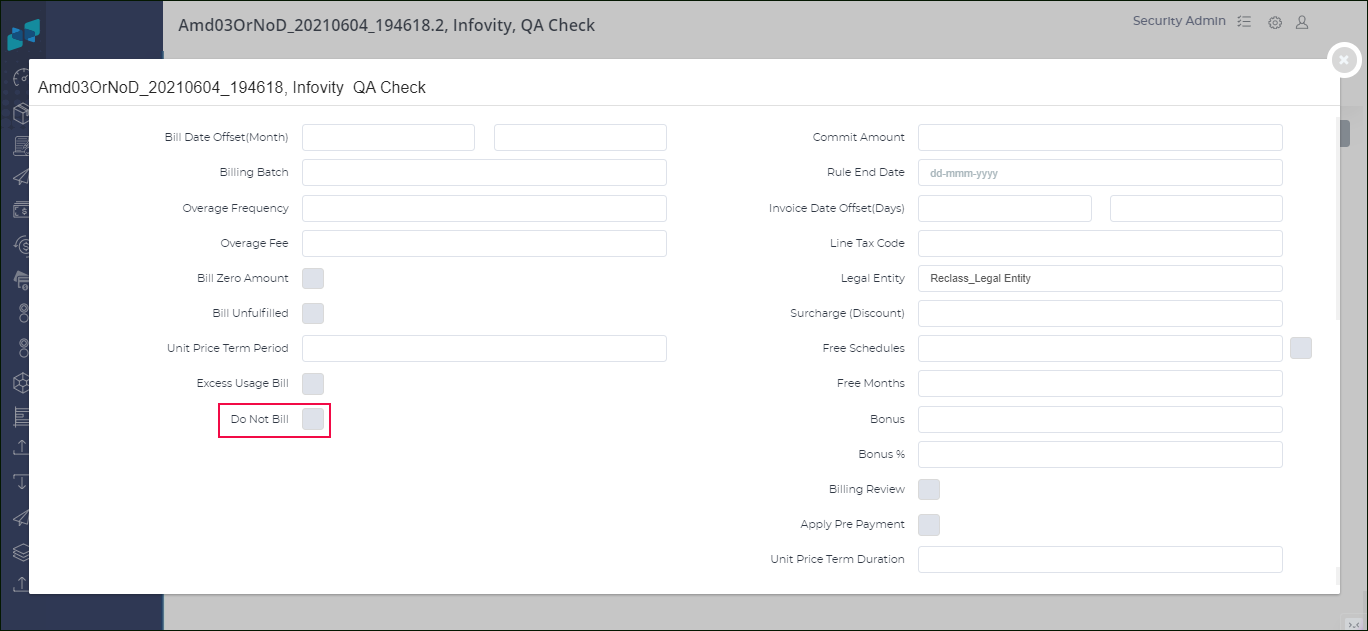 Amd03OrNoD_20210604_194618.2, Infovity, QA Check
Security Admin
Amd03OrNoD_20210604_194618, Infovity  QA Check
Bill Date Offset(Month)
Billing Batch
Overage Frequency
Overage Fee
Bill Zero Amount
Bill Unfulfilled
Unit Price Term Period
Excess Usage Bill
Do Not Bill
Commit Amount
Rule End Date dd-mmm-yyyy
Invoice Date Offset(Days)
Line Tax Code
Legal Entity Reclass_Legal Entity
Surcharge (Discount)
Free Schedules
Free Months
Bonus
Bonus %
Billing Review
Apply Pre Payment
Unit Price Term Duration